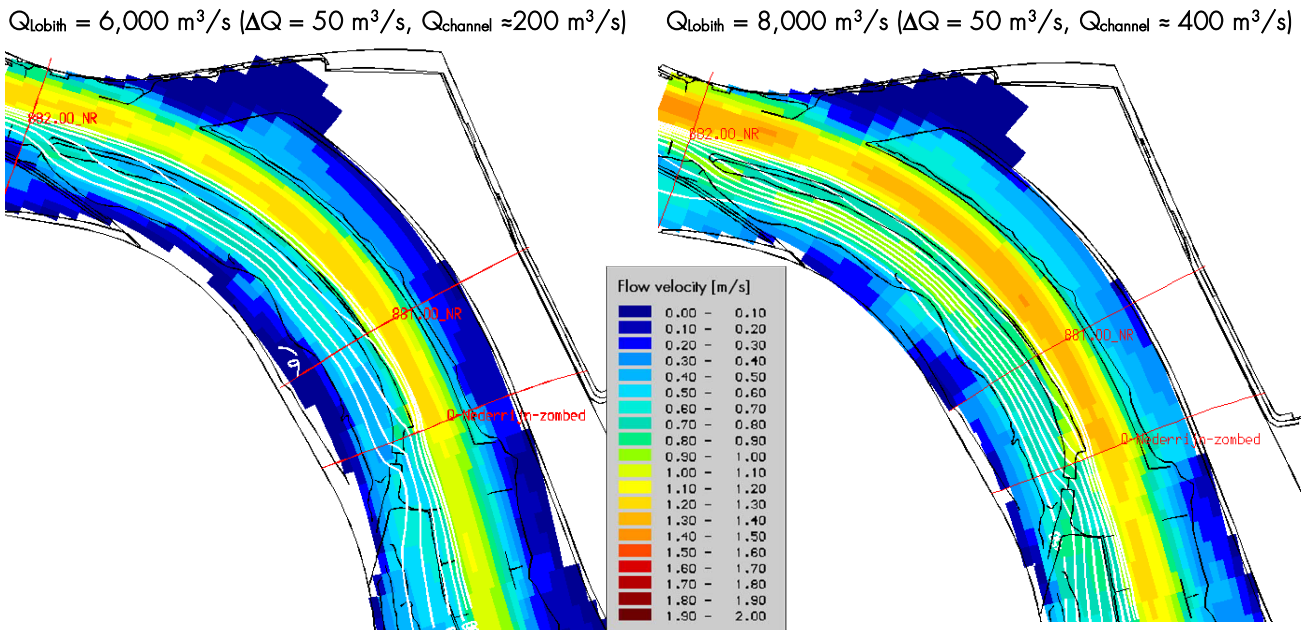 QLobith = 6,000 m³/s (ΔQ = 50 m³/s, Qchannel ≈200 m³/s)
QLobith = 8,000 m³/s (ΔQ = 50 m³/s, Qchannel ≈ 400 m³/s)
882.00_NR
882.00_NR
881.00_NR
881.00_NR
Q-Nederrijn-zombed
Q-Nederrijn-zombed
Flow velocity [m/s]
0.00 - 0.10
0.10 - 0.20
0.20 - 0.30
0.30 - 0.40
0.40 - 0.50
0.50 - 0.60
0.60 - 0.70
0.70 - 0.80
0.80 - 0.90
0.90 - 1.00
1.00 - 1.10
1.10 - 1.20
1.20 - 1.30
1.30 - 1.40
1.40 - 1.50
1.50 - 1.60
1.60 - 1.70
1.70 - 1.80
1.80 - 1.90
1.90 - 2.00